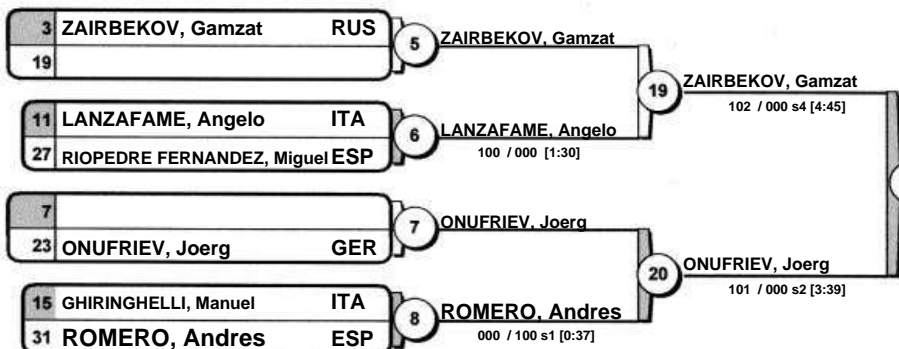 3 ZAIRBEKOV, Gamzat RUS
19
5
ZAIRBEKOV, Gamzat
11 LANZAFAME, Angelo ITA
27 RIOPEDRE FERNANDEZ, Miguel ESP
6
LANZAFAME, Angelo
100 / 000 [1:30]
19
ZAIRBEKOV, Gamzat
102 / 000 s4 [4:45]
7
23 ONUFRIEV, Joerg GER
7
ONUFRIEV, Joerg
15 GHIRINGHELLI, Manuel ITA
31 ROMERO, Andres ESP
8
ROMERO, Andres
000 / 100 s1 [0:37]
20
ONUFRIEV, Joerg
101 / 000 s2 [3:39]